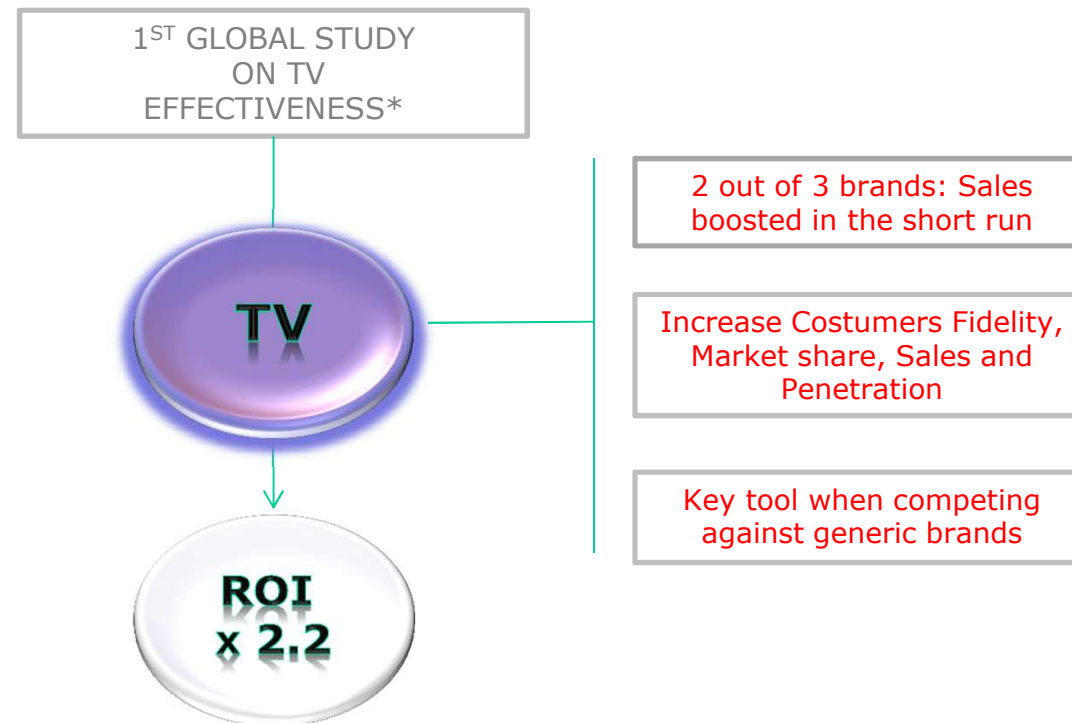 1ST GLOBAL STUDY
ON TV
EFFECTIVENESS*
2 out of 3 brands: Sales
boosted in the short run
TV
Increase Costumers Fidelity,
Market share, Sales and
Penetration
Key tool when competing
against generic brands
ROI
x 2.2